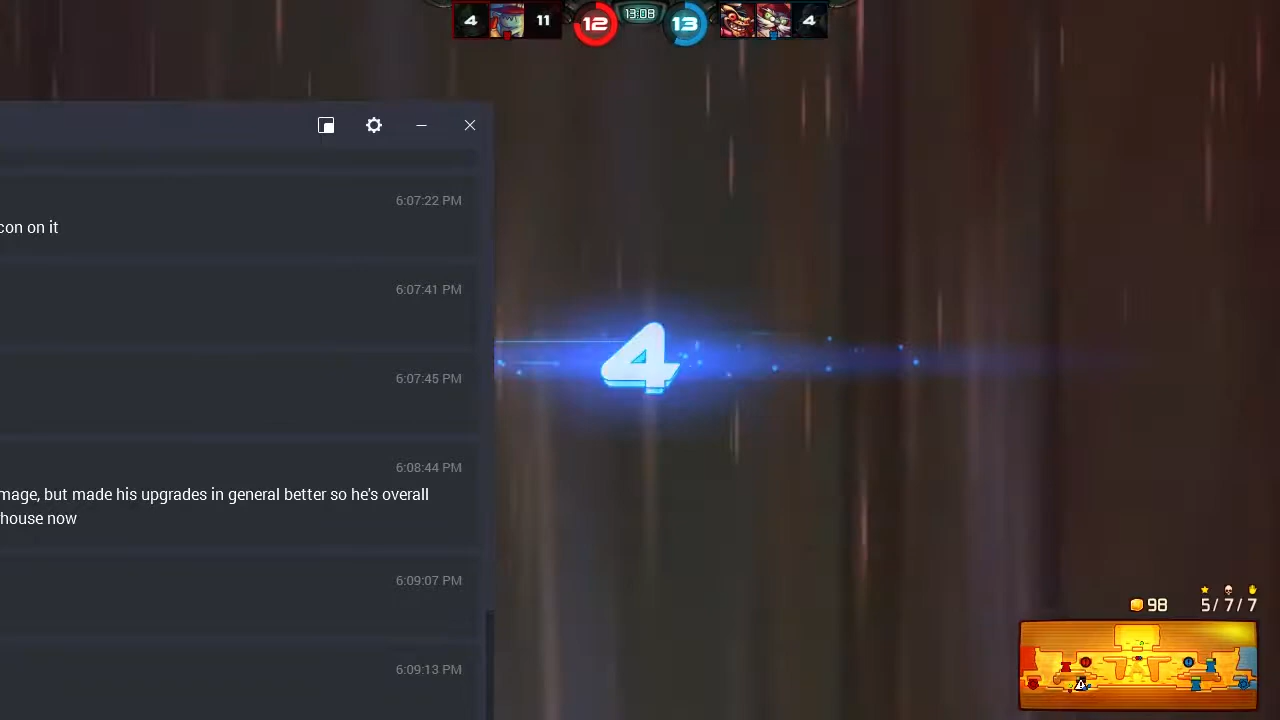 4
11
12
13:08
13
4
6:07:22 PM
con on it
6:07:41 PM
6:07:45 PM
4
6:08:44 PM
mage, but made his upgrades in general better so he's overall
house now
6:09:07 PM
98
5/ 7/ 7
6:09:13 PM